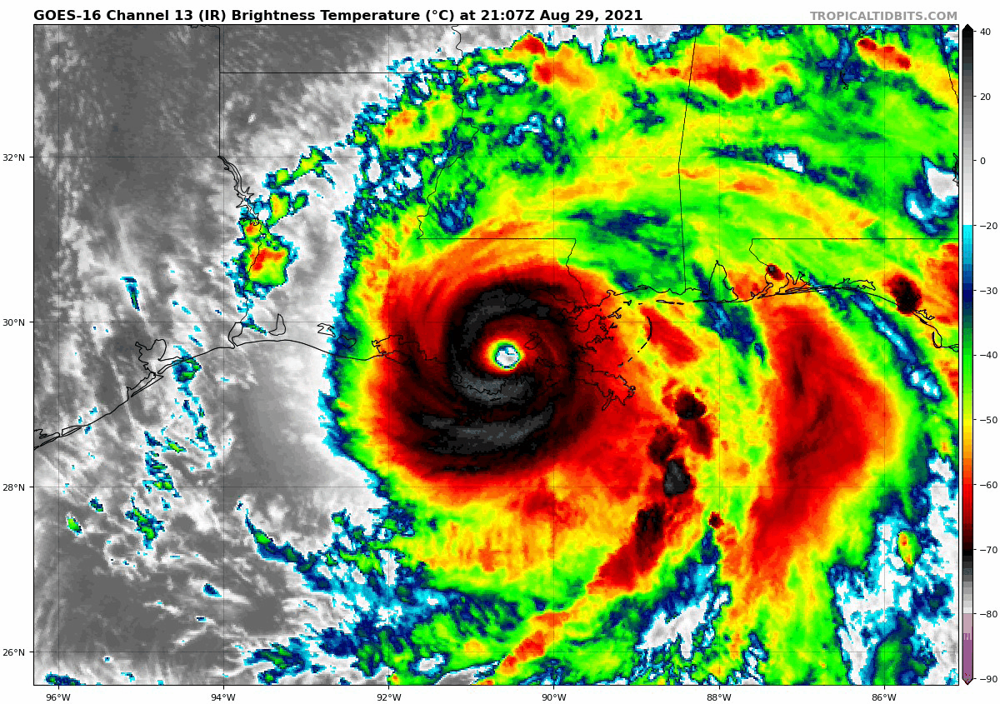 GOES-16 Channel 13 (IR) Brightness Temperature (°C) at 21:07Z Aug 29, 2021
TROPICALTIDBITS.COM
40
20
0
−20
−30
−40
−50
−60
−70
−80
−90
32°N
30°N
28°N
26°N
96°W
94°W
92°W
90°W
88°W
86°W